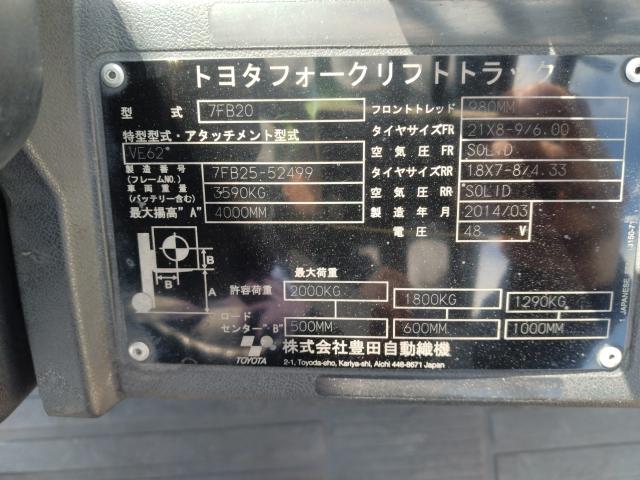 トヨタフォークリフトトラック
型式 7FB20
フロントトレッド 980MM
特型型式・アタッチメント型式
VE62*
タイヤサイズFR 21X8-9/6.00
空気圧 FR SOLID
製造番号 (フレームNO.) 7FB25-52499
タイヤサイズRR 18X7-8/4.33
車両重量 (バッテリー含む) 3590KG
空気圧 RR SOLID
最大揚高"A" 4000MM
製造年月 2014/03
電圧 48 V
B
B
A
最大荷重
許容荷重 2000KG 1800KG 1290KG
ロードセンター"B" 500MM 600MM 1000MM
TOYOTA
株式会社豊田自動織機
2-1, Toyoda-cho, Kariya-shi, Aichi 448-8671 Japan
JAPANESE